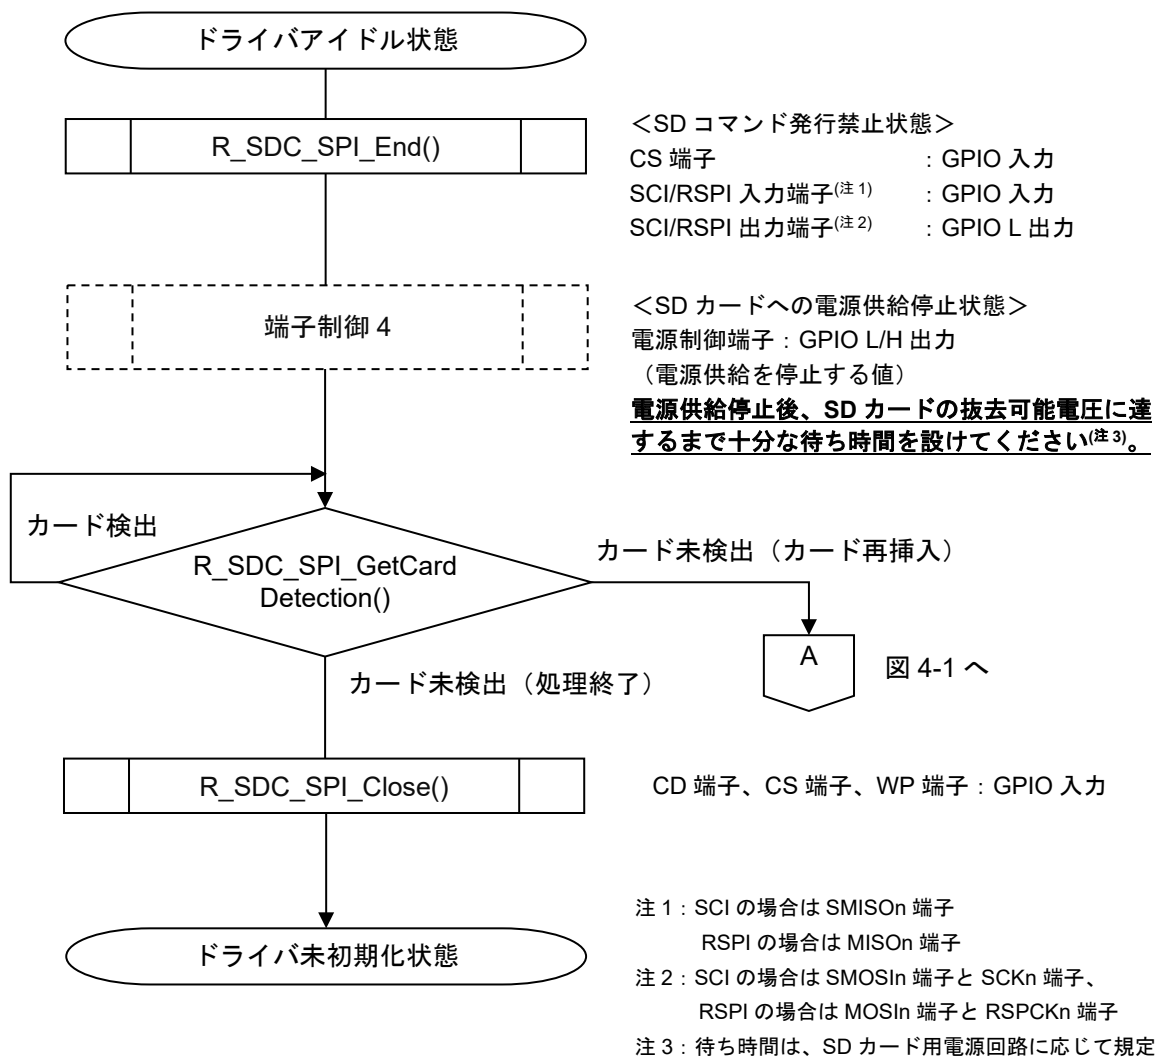 ドライバアイドル状態
R_SDC_SPI_End()
＜SD コマンド発行禁止状態＞
CS 端子 ：GPIO 入力
SCI/RSPI 入力端子(注 1) ：GPIO 入力
SCI/RSPI 出力端子(注 2) ：GPIO L 出力
端子制御 4
＜SD カードへの電源供給停止状態＞
電源制御端子：GPIO L/H 出力
（電源供給を停止する値）
電源供給停止後、SD カードの抜去可能電圧に達
するまで十分な待ち時間を設けてください(注 3)。
カード検出
R_SDC_SPI_GetCard
Detection()
カード未検出（カード再挿入）
A
図 4-1 へ
カード未検出（処理終了）
R_SDC_SPI_Close()
CD 端子、CS 端子、WP 端子：GPIO 入力
ドライバ未初期化状態
注 1：SCI の場合は SMISOn 端子
RSPI の場合は MISOn 端子
注 2：SCI の場合は SMOSIn 端子と SCKn 端子、
RSPI の場合は MOSIn 端子と RSPCKn 端子
注 3：待ち時間は、SD カード用電源回路に応じて規定